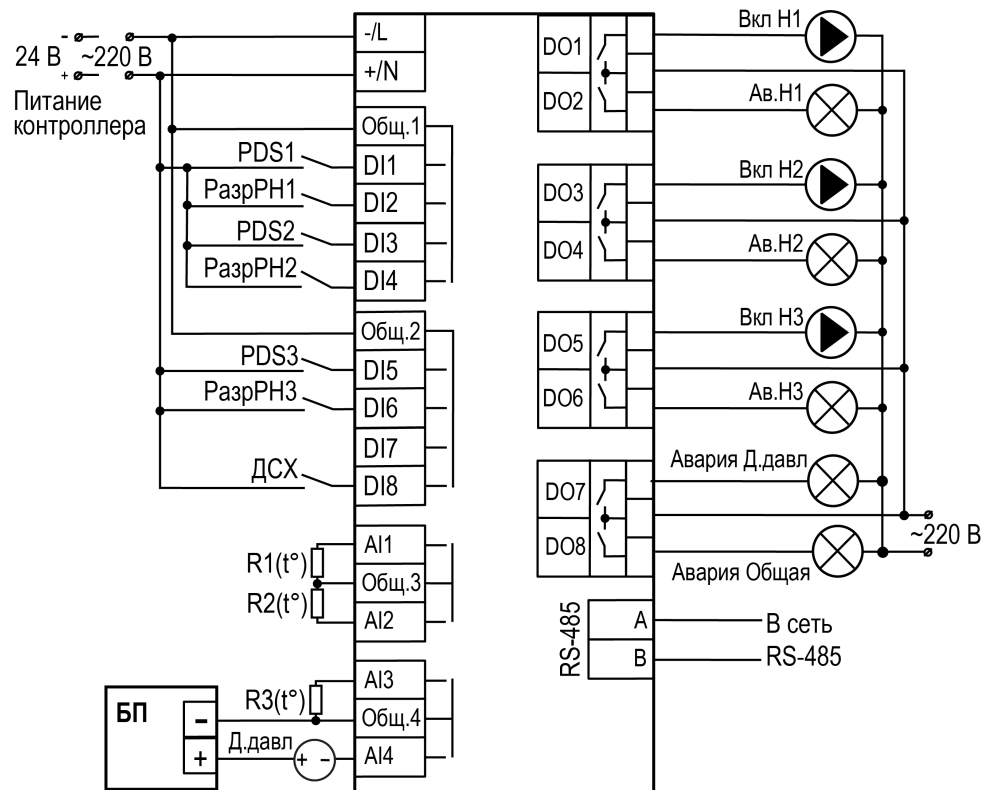 - 
24 В ~220 В
+
Питание
контроллера
-/L
+/N
Общ.1
PDS1
DI1
РазрРН1
DI2
PDS2
DI3
РазрРН2
DI4
Общ.2
PDS3
DI5
РазрРН3
DI6
DI7
ДСХ
DI8
AI1
R1(t°)
Общ.3
R2(t°)
AI2
AI3
R3(t°)
Общ.4
БП
-
+
Д.давл
+ -
AI4
DO1
DO2
Вкл Н1
Ав.Н1
DO3
DO4
Вкл Н2
Ав.Н2
DO5
DO6
Вкл Н3
Ав.Н3
DO7
DO8
Авария Д.давл
Авария Общая
~220 В
RS-485
A
B
В сеть
RS-485